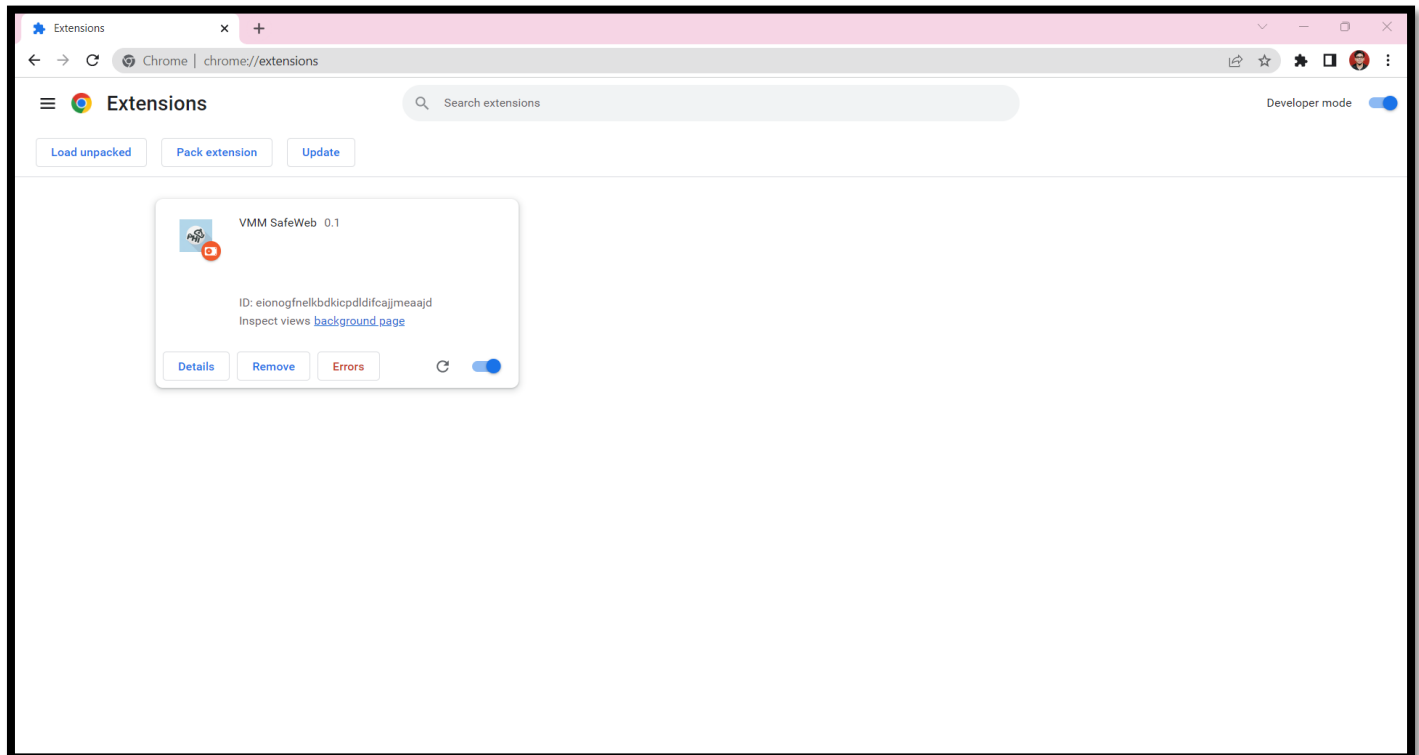 Extensions
Chrome | chrome://extensions
Extensions
Search extensions
Developer mode
Load unpacked
Pack extension
Update
VMM SafeWeb 0.1
ID: eionogfnelkbdkicpdldifcajjmeaajd
Inspect views background page
Details
Remove
Errors